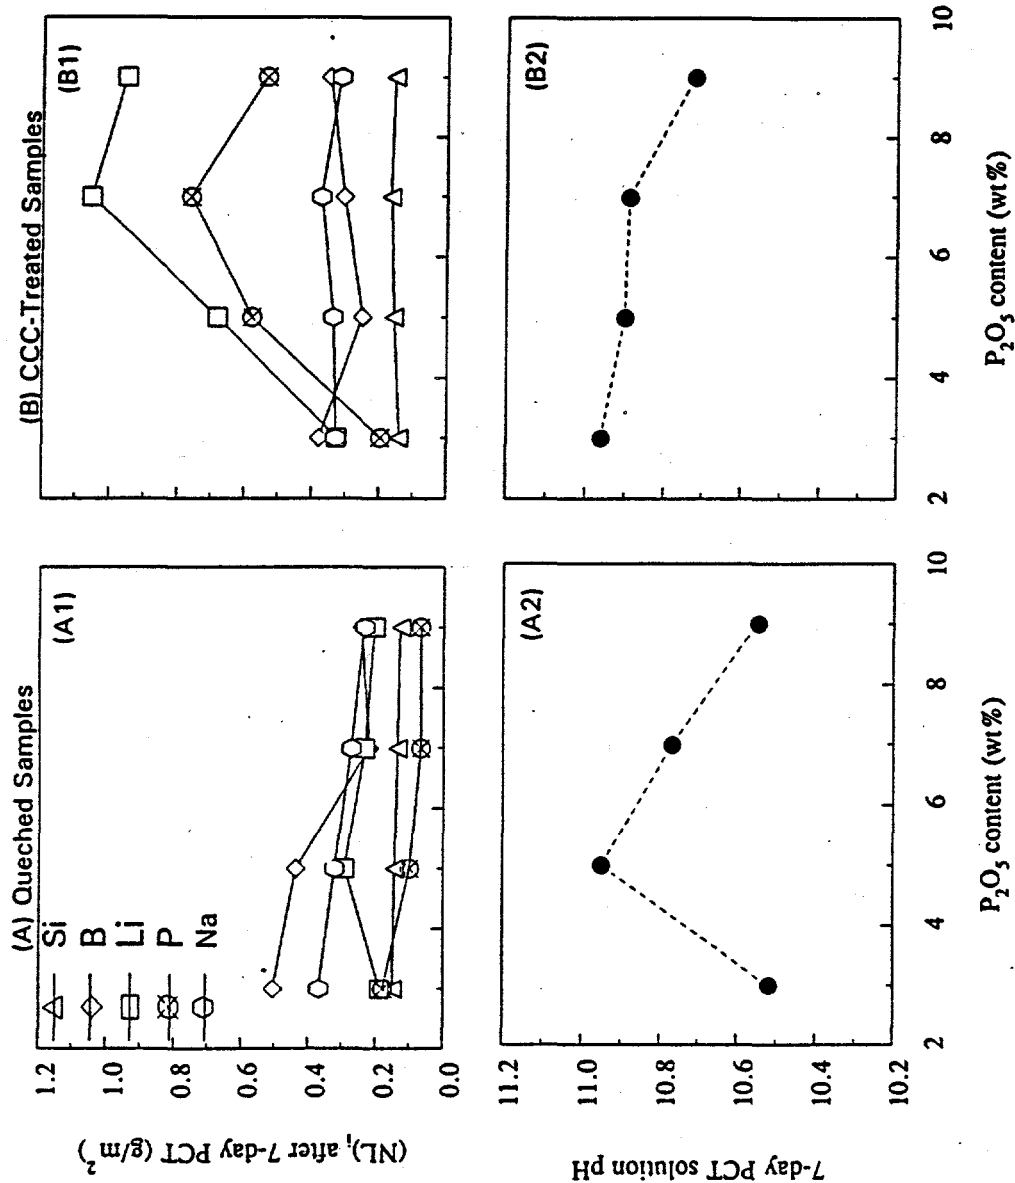 (A) Queched Samples
(B) CCC-Treated Samples
(A1)
Si
B
Li
P
Na
(B1)
1.2
1.0
0.8
0.6
0.4
0.2
0.0
(NL)i after 7-day PCT (g/m2)
(A2)
(B2)
11.2
11.0
10.8
10.6
10.4
10.2
7-day PCT solution pH
2
4
6
8
10
2
4
6
8
10
P2O5 content (wt%)
P2O5 content (wt%)